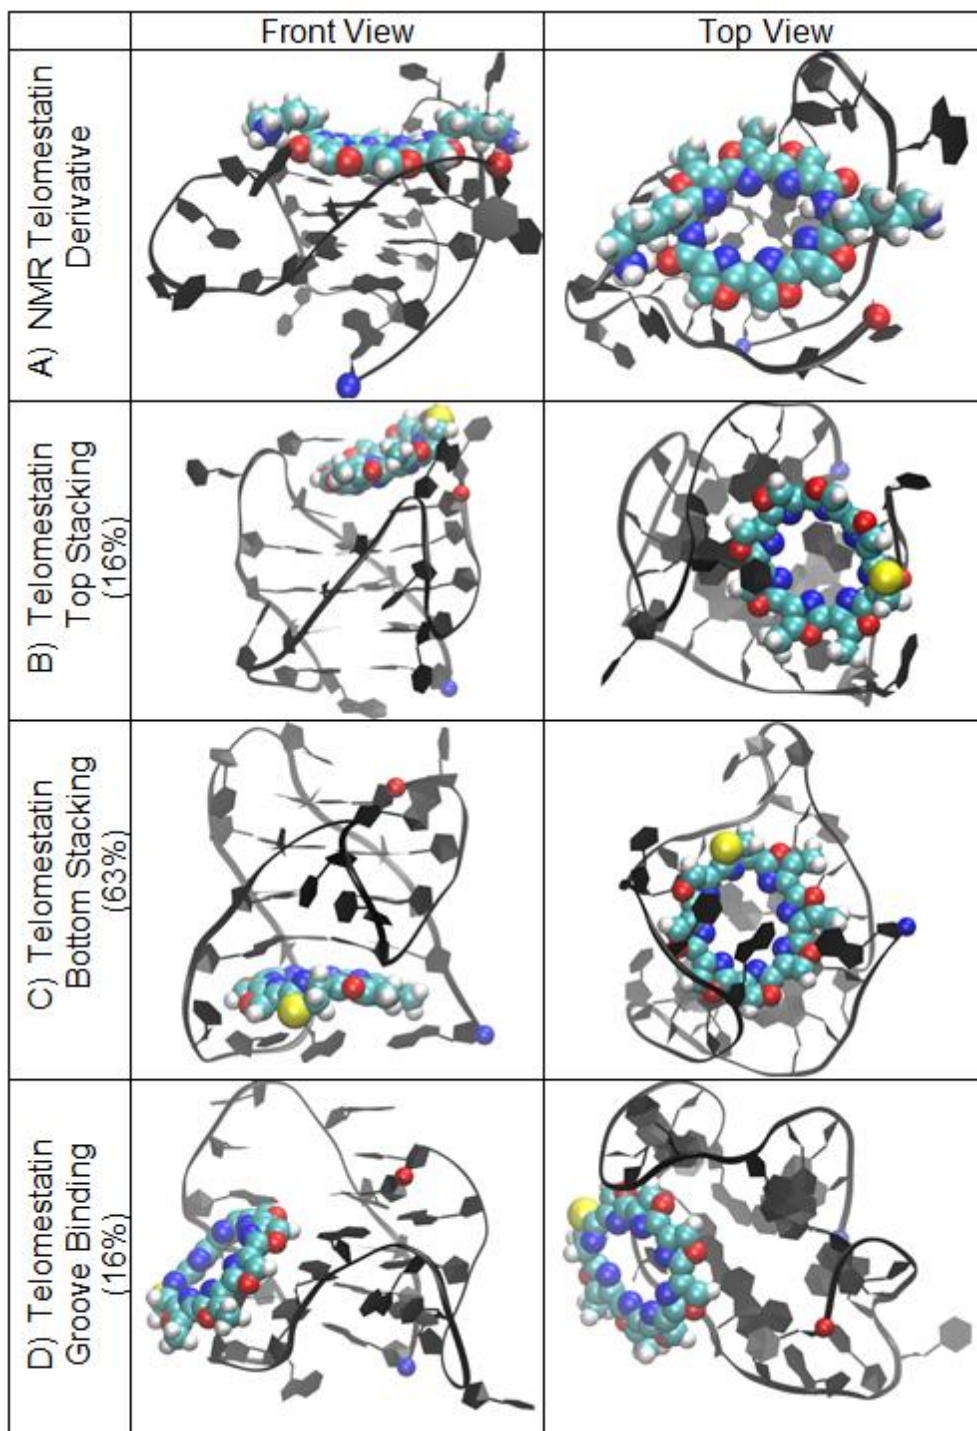 Front View
Top View
A) NMR Telomestatin
Derivative
B) Telomestatin
Top Stacking
(16%)
C) Telomestatin
Bottom Stacking
(63%)
D) Telomestatin
Groove Binding
(16%)